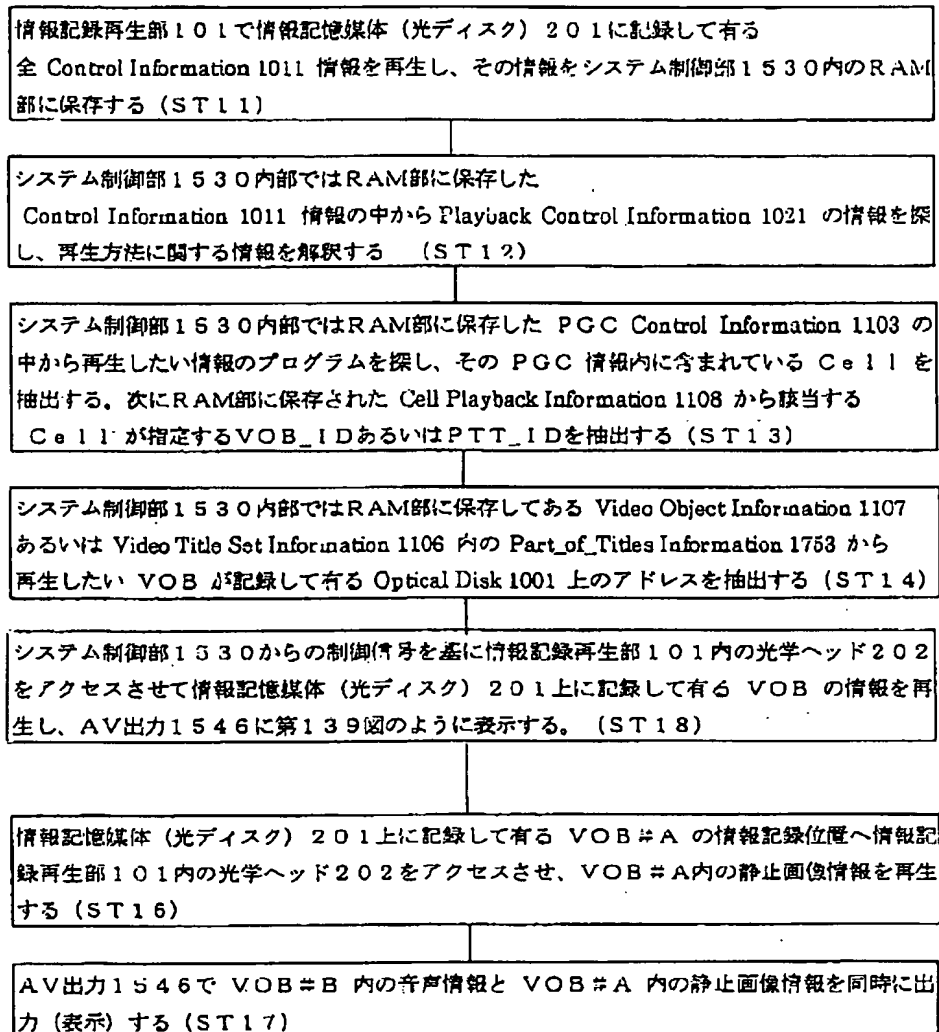 情報記録再生部１０１で情報記憶媒体（光ディスク）２０１に記録して有る
全 Control Information 1011 情報を再生し、その情報をシステム制御部１５３０内のＲＡＭ
部に保存する（ＳＴ１１）
システム制御部１５３０内部ではＲＡＭ部に保存した
Control Information 1011 情報の中から Playback Control Information 1021 の情報を探
し、再生方法に関する情報を解釈する （ＳＴ１２）
システム制御部１５３０内部ではＲＡＭ部に保存した PGC Control Information 1103 の
中から再生したい情報のプログラムを探し、その PGC 情報内に含まれている Ｃｅｌｌ を
抽出する。次にＲＡＭ部に保存された Cell Playback Information 1108 から該当する
Ｃｅｌｌ が指定するＶＯＢ_ＩＤあるいはＰＴＴ_ＩＤを抽出する（ＳＴ１３）
システム制御部１５３０内部ではＲＡＭ部に保存してある Video Object Information 1107
あるいは Video Title Set Information 1106 内の Part_of_Titles Information 1753 から
再生したい VOB が記録して有る Optical Disk 1001 上のアドレスを抽出する（ＳＴ１４）
システム制御部１５３０からの制御信号を基に情報記録再生部１０１内の光学ヘッド２０２
をアクセスさせて情報記憶媒体（光ディスク）２０１上に記録して有る VOB の情報を再
生し、ＡＶ出力１５４６に第１３９図のように表示する。（ＳＴ１８）
情報記憶媒体（光ディスク）２０１上に記録して有る ＶＯＢ＃Ａ の情報記録位置へ情報記
録再生部１０１内の光学ヘッド２０２をアクセスさせ、ＶＯＢ＃Ａ内の静止画像情報を再生
する（ＳＴ１６）
ＡＶ出力１５４６で ＶＯＢ＃Ｂ 内の音声情報と ＶＯＢ＃Ａ 内の静止画像情報を同時に出
力（表示）する（ＳＴ１７）